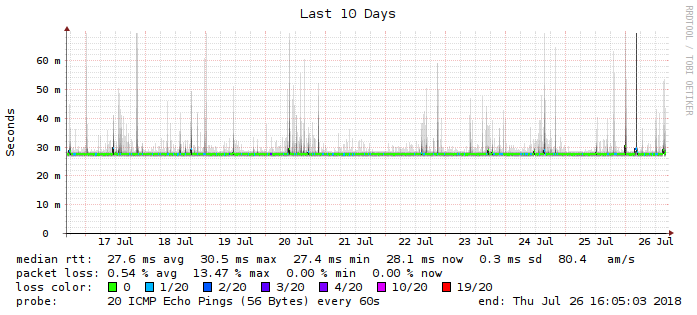 Last 10 Days
RRDTOOL / TOBI OETIKER
Seconds
60 m
50 m
40 m
30 m
20 m
10 m
0
17 Jul 18 Jul 19 Jul 20 Jul 21 Jul 22 Jul 23 Jul 24 Jul 25 Jul 26 Jul
median rtt: 27.6 ms avg 30.5 ms max 27.4 ms min 28.1 ms now 0.3 ms sd 80.4 am/s
packet loss: 0.54 % avg 13.47 % max 0.00 % min 0.00 % now
loss color: 0 1/20 2/20 3/20 4/20 10/20 19/20
probe: 20 ICMP Echo Pings (56 Bytes) every 60s end: Thu Jul 26 16:05:03 2018